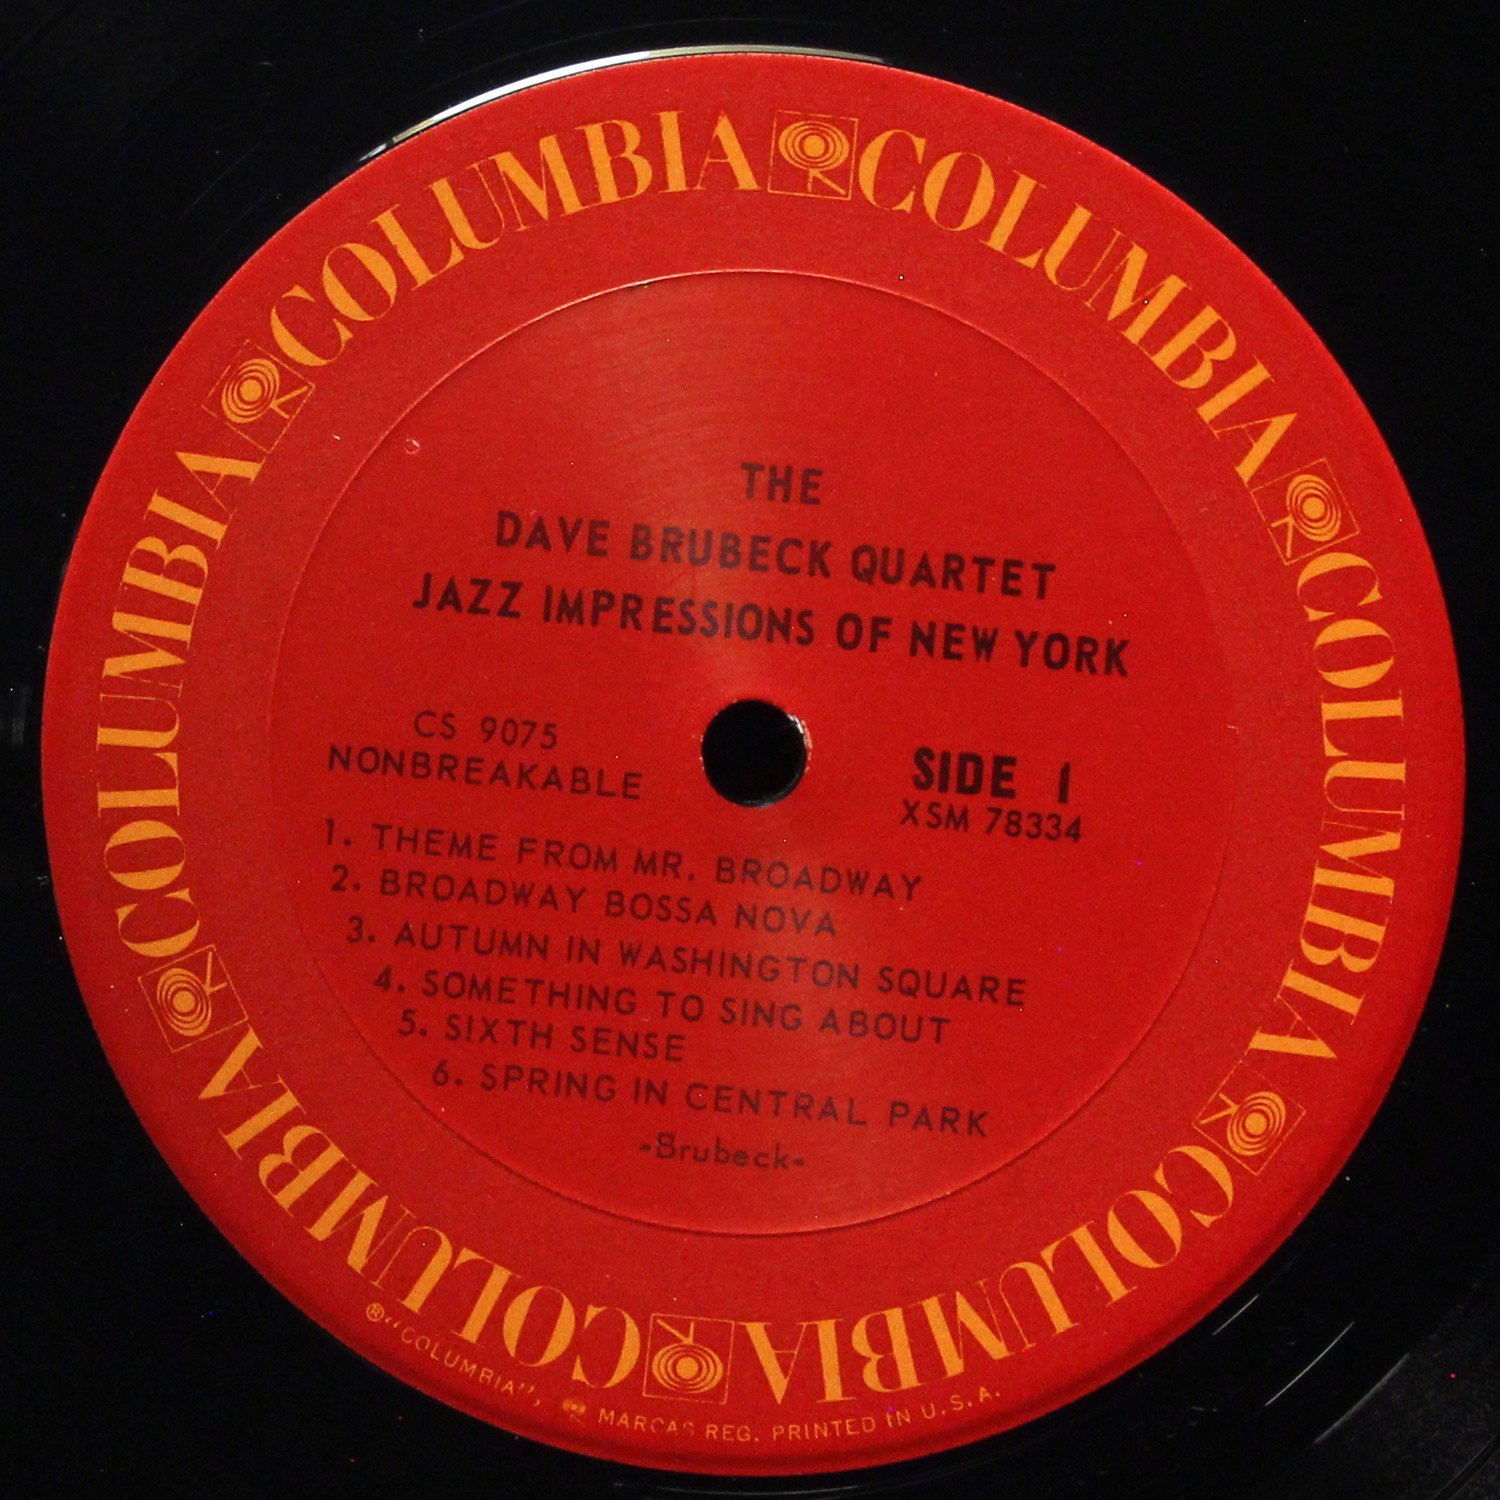 COLUMBIA COLUMBIA COLUMBIA COLUMBIA COLUMBIA COLUMBIA
THE
DAVE BRUBECK QUARTET
JAZZ IMPRESSIONS OF NEW YORK
CS 9075
NONBREAKABLE
SIDE 1
XSM 78334
1. THEME FROM MR. BROADWAY
2. BROADWAY BOSSA NOVA
3. AUTUMN IN WASHINGTON SQUARE
4. SOMETHING TO SING ABOUT
5. SIXTH SENSE
6. SPRING IN CENTRAL PARK
-Brubeck-
® "COLUMBIA", MARCAS REG. PRINTED IN U.S.A.